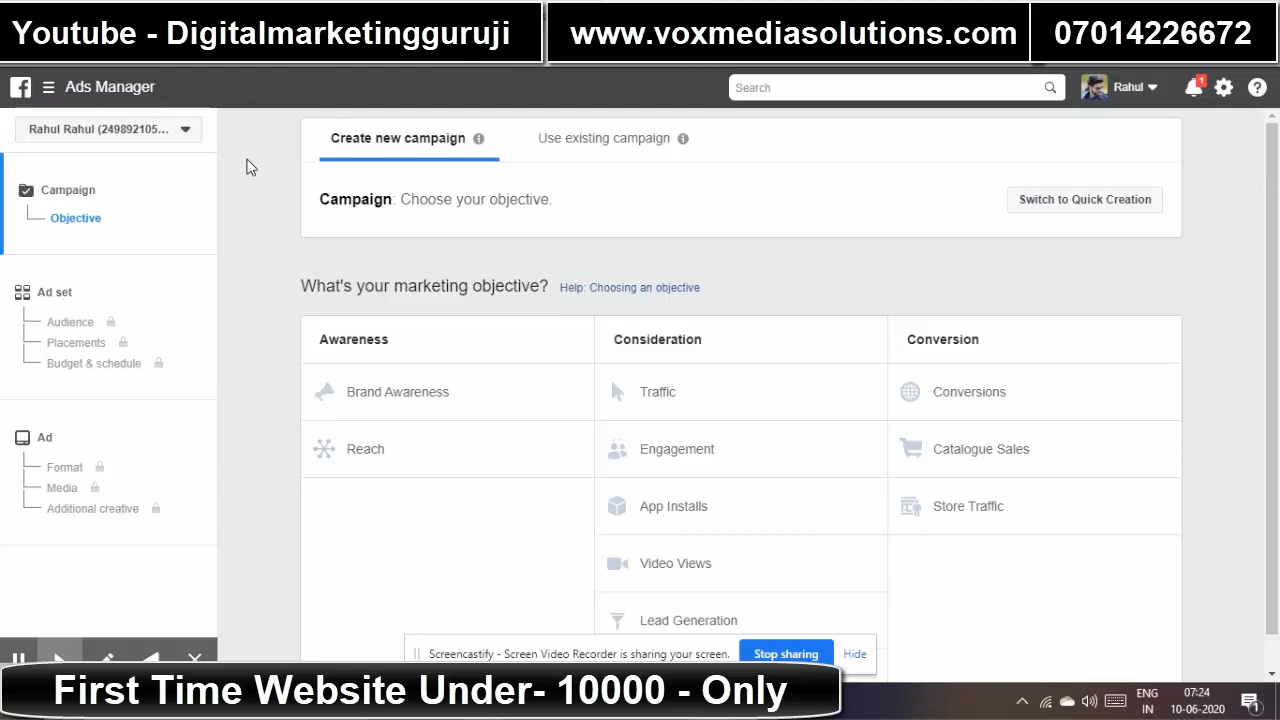 Youtube - Digitalmarketingguruji
www.voxmediasolutions.com
07014226672
Ads Manager
Search
Rahul
1
Rahul Rahul (249892105...
Create new campaign
Use existing campaign
Campaign
Objective
Campaign: Choose your objective.
Switch to Quick Creation
Ad set
Audience
Placements
Budget & schedule
What's your marketing objective? Help: Choosing an objective
Awareness
Consideration
Conversion
Brand Awareness
Traffic
Conversions
Reach
Engagement
Catalogue Sales
App Installs
Store Traffic
Video Views
Lead Generation
Ad
Format
Media
Additional creative
Screencastify - Screen Video Recorder is sharing your screen.
Stop sharing
Hide
First Time Website Under- 10000 - Only
ENG
IN
07:24
10-06-2020
1